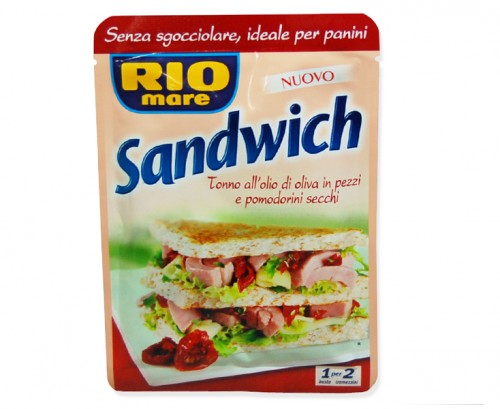 Senza sgocciolare, ideale per panini
RIO
mare
NUOVO
Sandwich
Tonno all'olio di oliva in pezzi
e pomodorini secchi
1 per 2